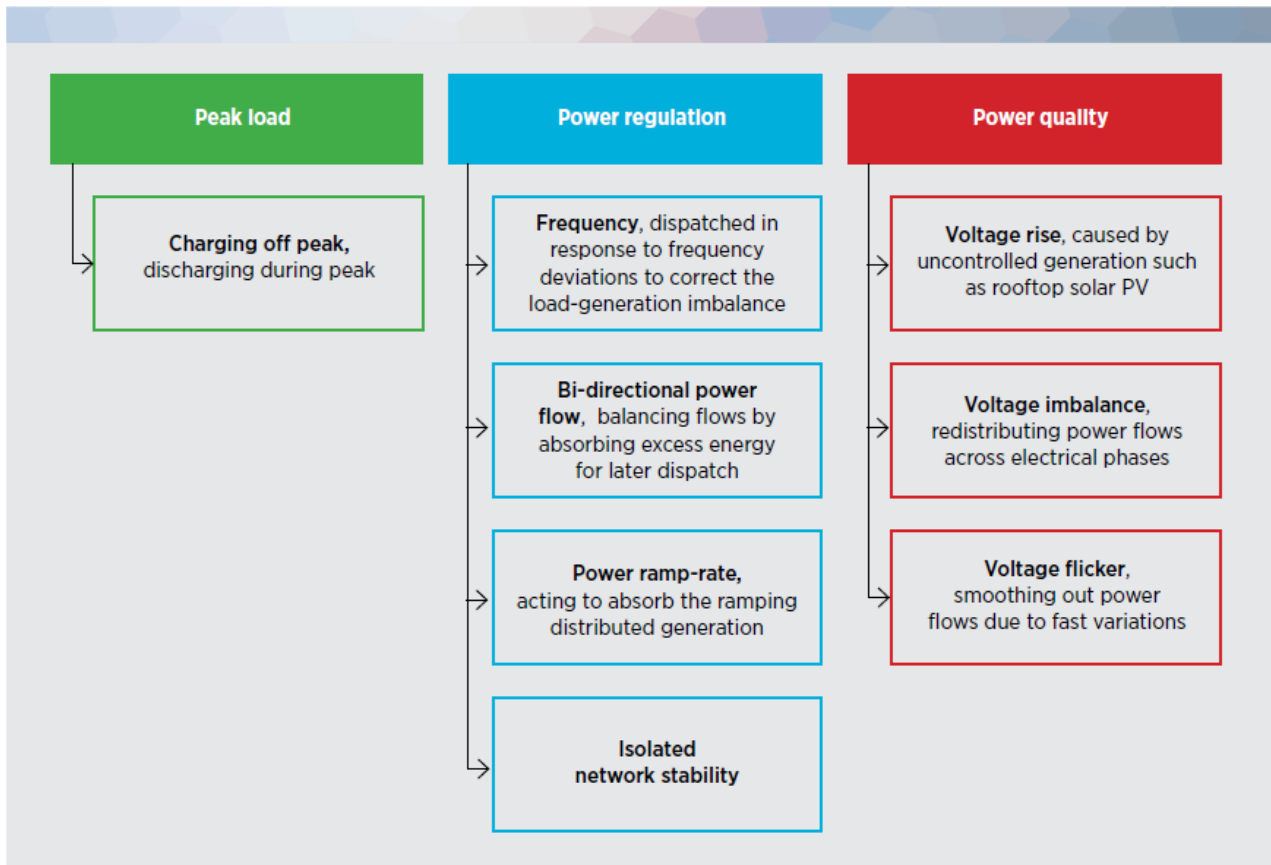 Peak load
Charging off peak,
discharging during peak
Power regulation
Frequency, dispatched in
response to frequency
deviations to correct the
load-generation imbalance
Bi-directional power
flow, balancing flows by
absorbing excess energy
for later dispatch
Power ramp-rate,
acting to absorb the ramping
distributed generation
Isolated
network stability
Power quality
Voltage rise, caused by
uncontrolled generation such
as rooftop solar PV
Voltage imbalance,
redistributing power flows
across electrical phases
Voltage flicker,
smoothing out power
flows due to fast variations